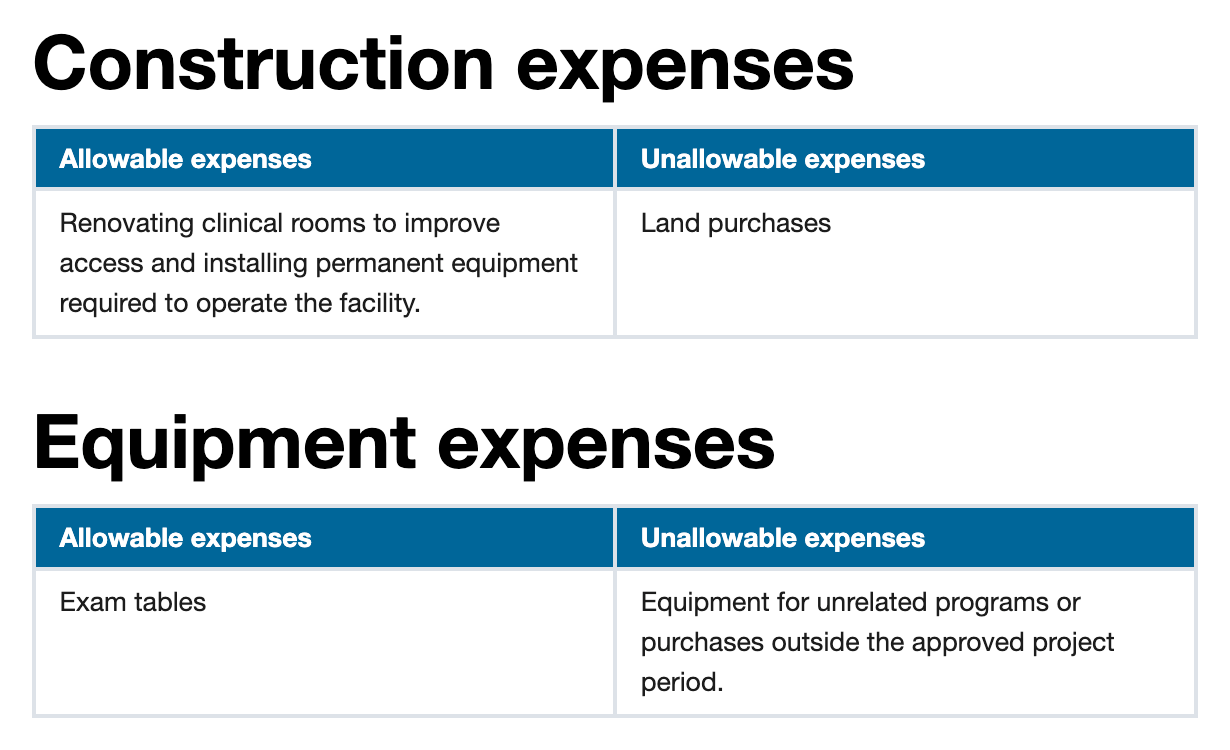 Construction expenses
Allowable expenses
Unallowable expenses
Renovating clinical rooms to improve
access and installing permanent equipment
required to operate the facility.
Land purchases
Equipment expenses
Allowable expenses
Unallowable expenses
Exam tables
Equipment for unrelated programs or
purchases outside the approved project
period.